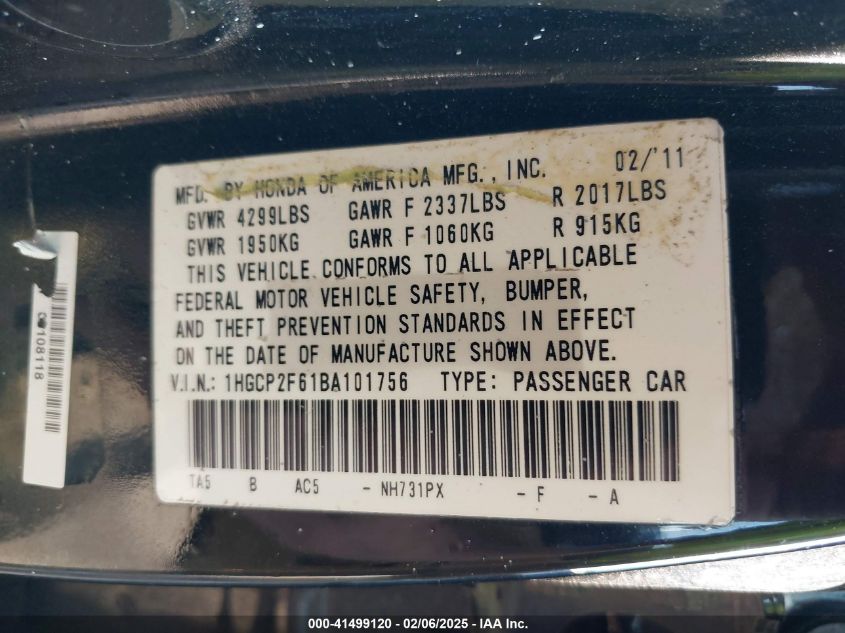 MFD. BY HONDA OF AMERICA MFG., INC. 02/'11
GVWR 4299LBS GAWR F 2337LBS R 2017LBS
GVWR 1950KG GAWR F 1060KG R 915KG
THIS VEHICLE CONFORMS TO ALL APPLICABLE
FEDERAL MOTOR VEHICLE SAFETY, BUMPER,
AND THEFT PREVENTION STANDARDS IN EFFECT
ON THE DATE OF MANUFACTURE SHOWN ABOVE.
V.I.N.: 1HGCP2F61BA101756 TYPE: PASSENGER CAR
TA5 B AC5 - NH731PX - F - A
000-41499120 - 02/06/2025 - IAA Inc.